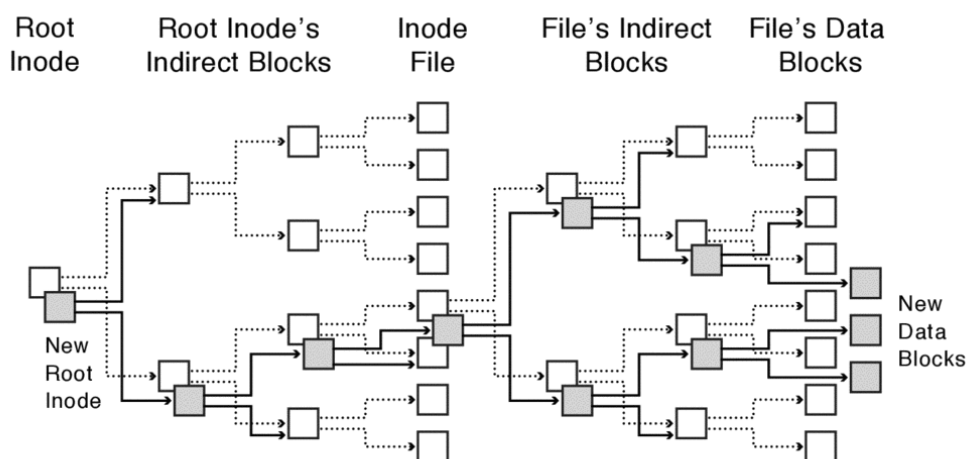 Root
Inode
Root Inode's
Indirect Blocks
Inode
File
File's Indirect
Blocks
File's Data
Blocks
New
Root
Inode
New
Data
Blocks